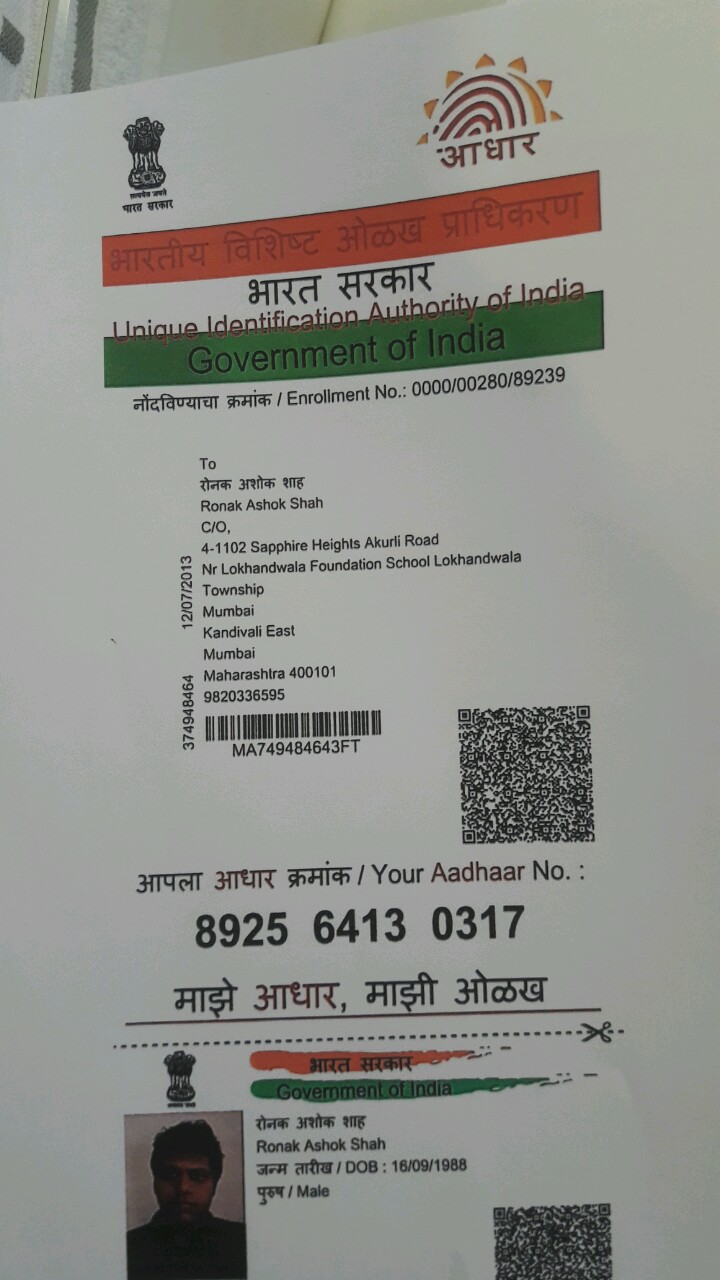 आधार
सत्यमेव जयते
भारत सरकार
भारतीय विशिष्ट ओळख प्राधिकरण
भारत सरकार
Unique Identification Authority of India
Government of India
नोंदविण्याचा क्रमांक / Enrollment No.: 0000/00280/89239
To
रोनक अशोक शाह
Ronak Ashok Shah
C/O,
4-1102 Sapphire Heights Akurli Road
Nr Lokhandwala Foundation School Lokhandwala
Township
Mumbai
Kandivali East
Mumbai
Maharashtra 400101
9820336595
12/07/2013
374948464
MA749484643FT
आपला आधार क्रमांक / Your Aadhaar No. :
8925 6413 0317
माझे आधार, माझी ओळख
भारत सरकार
Government of India
रोनक अशोक शाह
Ronak Ashok Shah
जन्म तारीख / DOB : 16/09/1988
पुरुष / Male